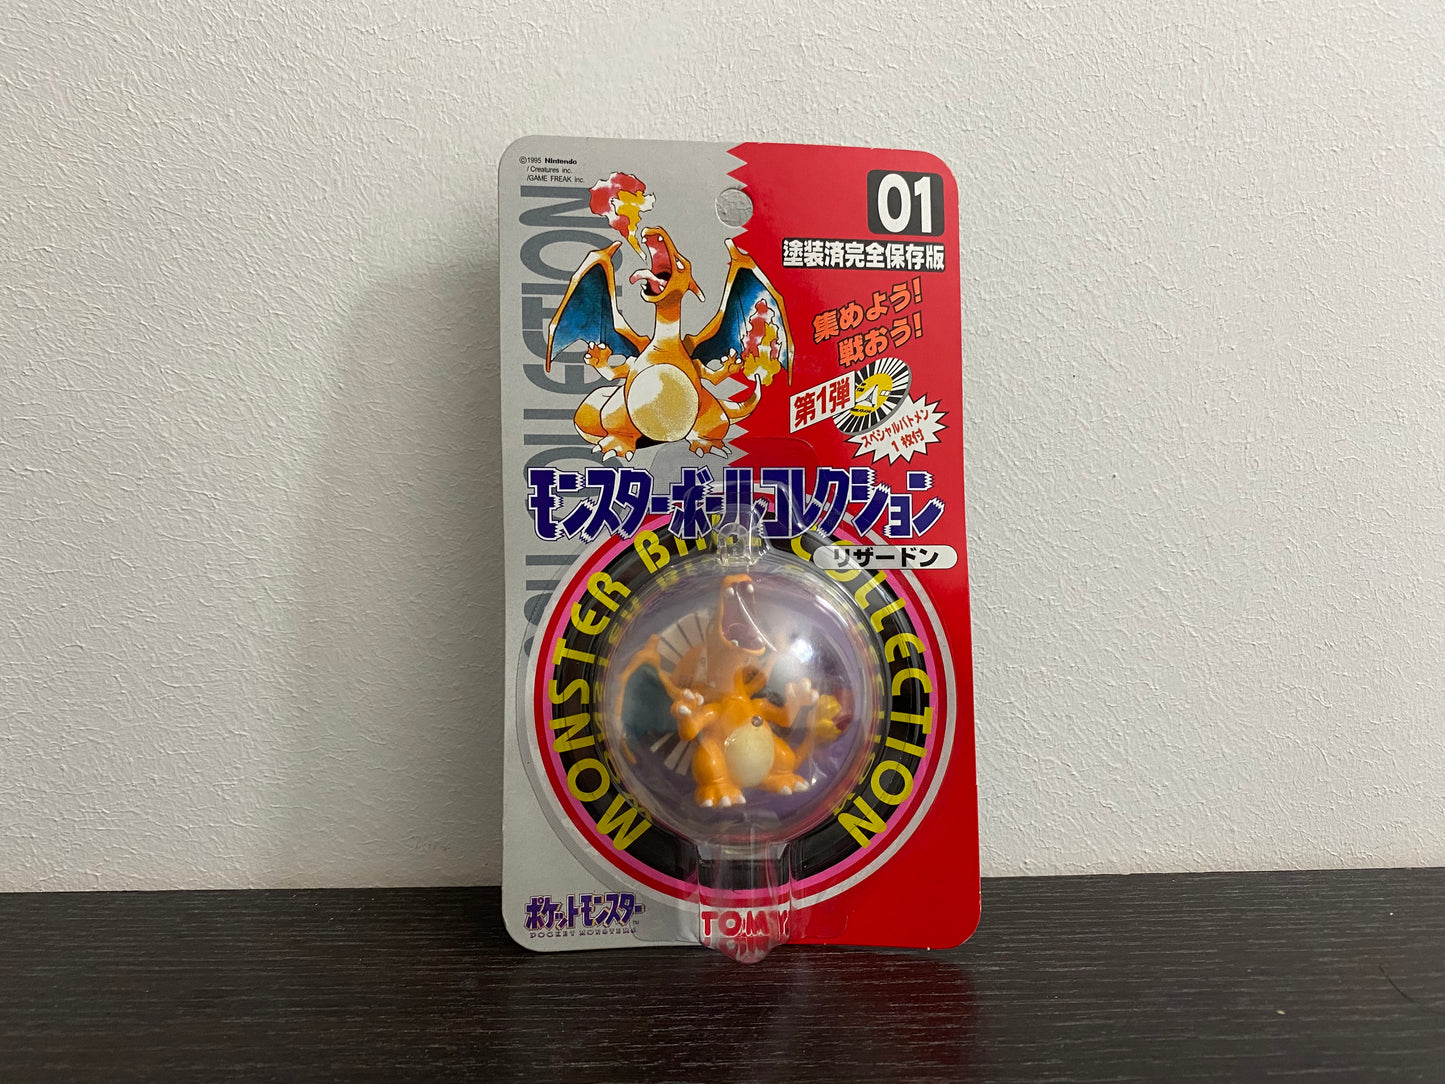 ©1995 Nintendo
/ Creatures inc.
/GAME FREAK inc.
01
塗装済完全保存版
集めよう!
戦おう!
第1弾
スペシャルバトメン
1枚付
モンスターボールコレクション
リザードン
MONSTER BALL COLLECTION
ポケットモンスター™
POCKET MONSTERS
TOMY